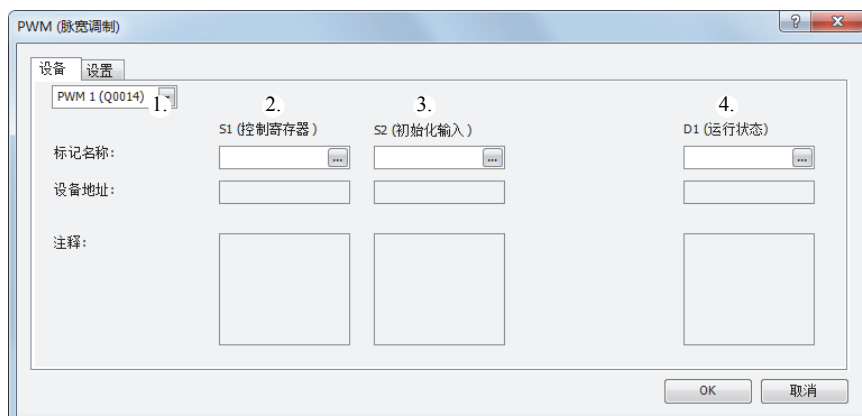 PWM (脉宽调制)
设备 设置
PWM 1 (Q0014) 1. 2. 3. 4.
S1 (控制寄存器) S2 (初始化输入) D1 (运行状态)
标记名称: ... ... ...
设备地址:
注释:
OK 取消